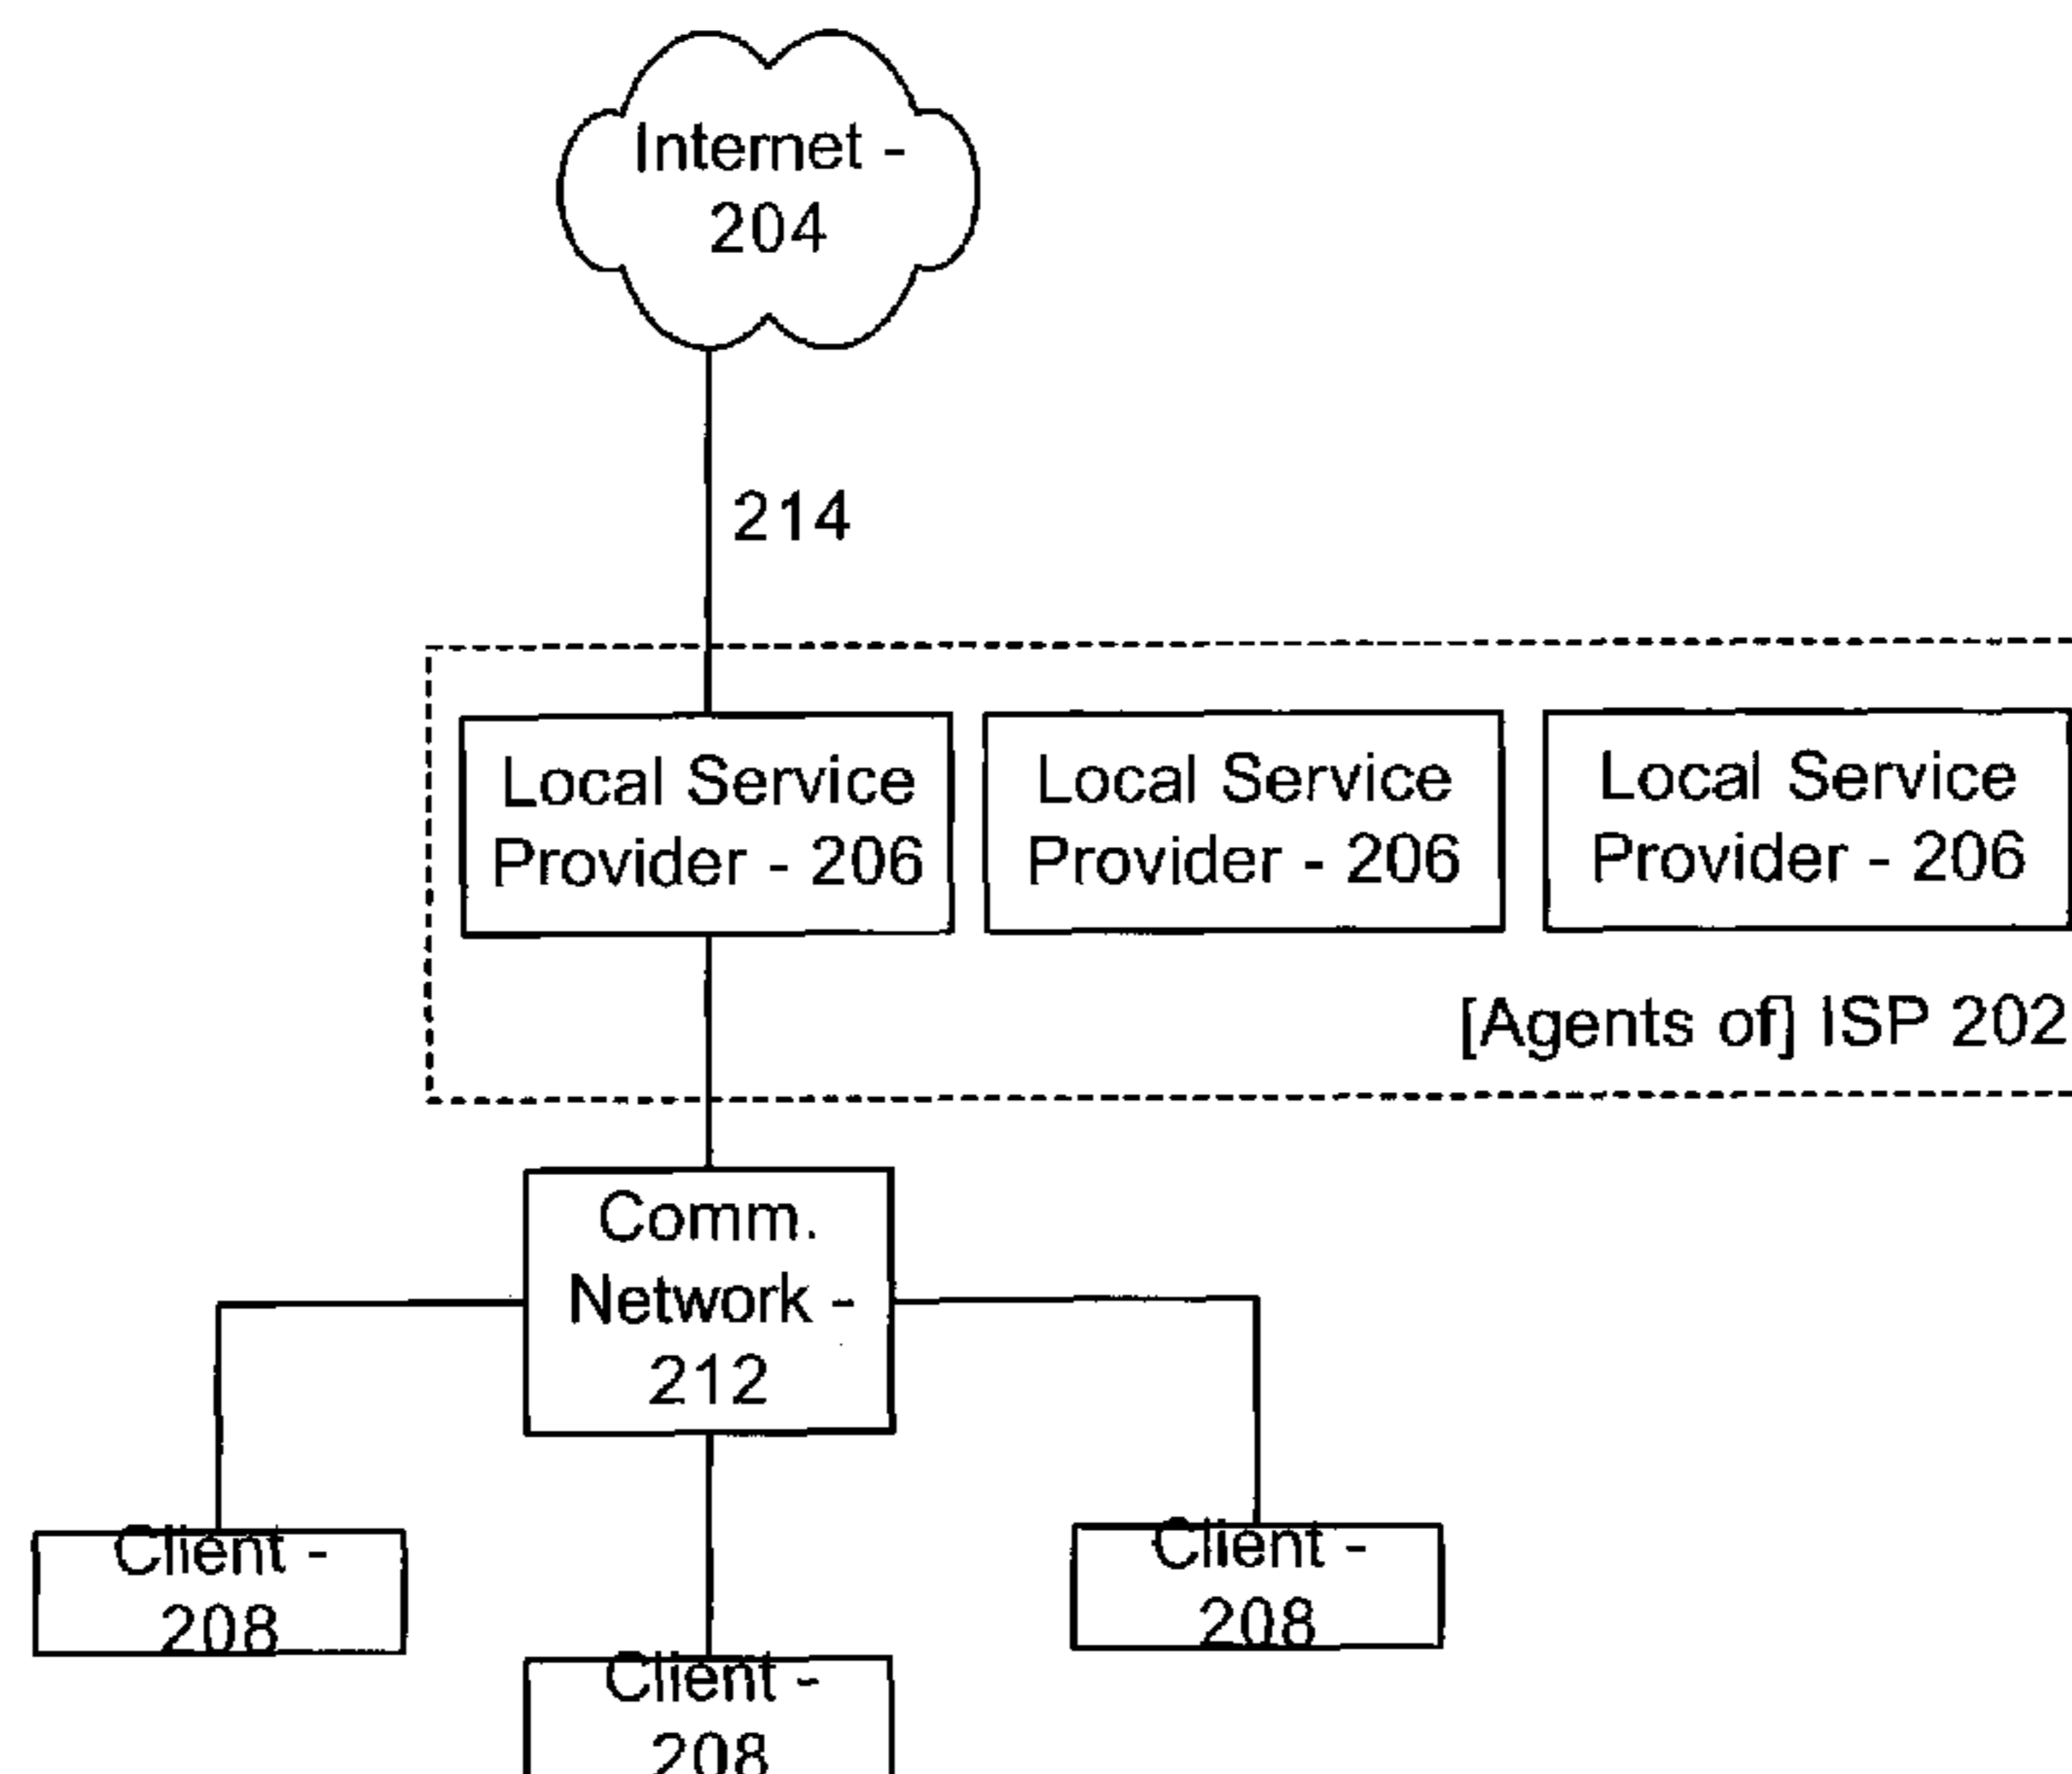 Internet -
204
214
Local Service
Provider - 206
Local Service
Provider - 206
Local Service
Provider - 206
[Agents of] ISP 202
Comm.
Network -
212
Client -
208
Client -
208
Client -
208